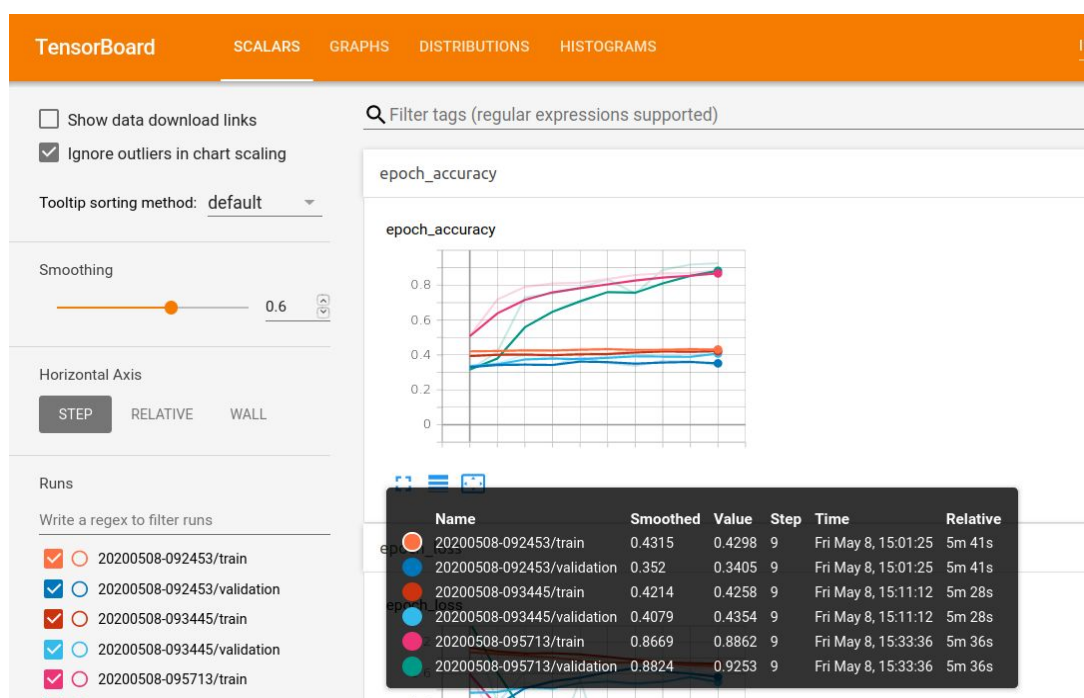 TensorBoard SCALARS GRAPHS DISTRIBUTIONS HISTOGRAMS
Show data download links
Ignore outliers in chart scaling
Tooltip sorting method: default
Smoothing
0.6
Horizontal Axis
STEP RELATIVE WALL
Runs
Write a regex to filter runs
20200508-092453/train
20200508-092453/validation
20200508-093445/train
20200508-093445/validation
20200508-095713/train
Filter tags (regular expressions supported)
epoch_accuracy
epoch_accuracy
0.8
0.6
0.4
0.2
0
epoch_loss
epoch_loss
Name Smoothed Value Step Time Relative
20200508-092453/train 0.4315 0.4298 9 Fri May 8, 15:01:25 5m 41s
20200508-092453/validation 0.352 0.3405 9 Fri May 8, 15:01:25 5m 41s
20200508-093445/train 0.4214 0.4258 9 Fri May 8, 15:11:12 5m 28s
20200508-093445/validation 0.4079 0.4354 9 Fri May 8, 15:11:12 5m 28s
20200508-095713/train 0.8669 0.8862 9 Fri May 8, 15:33:36 5m 36s
20200508-095713/validation 0.8824 0.9253 9 Fri May 8, 15:33:36 5m 36s